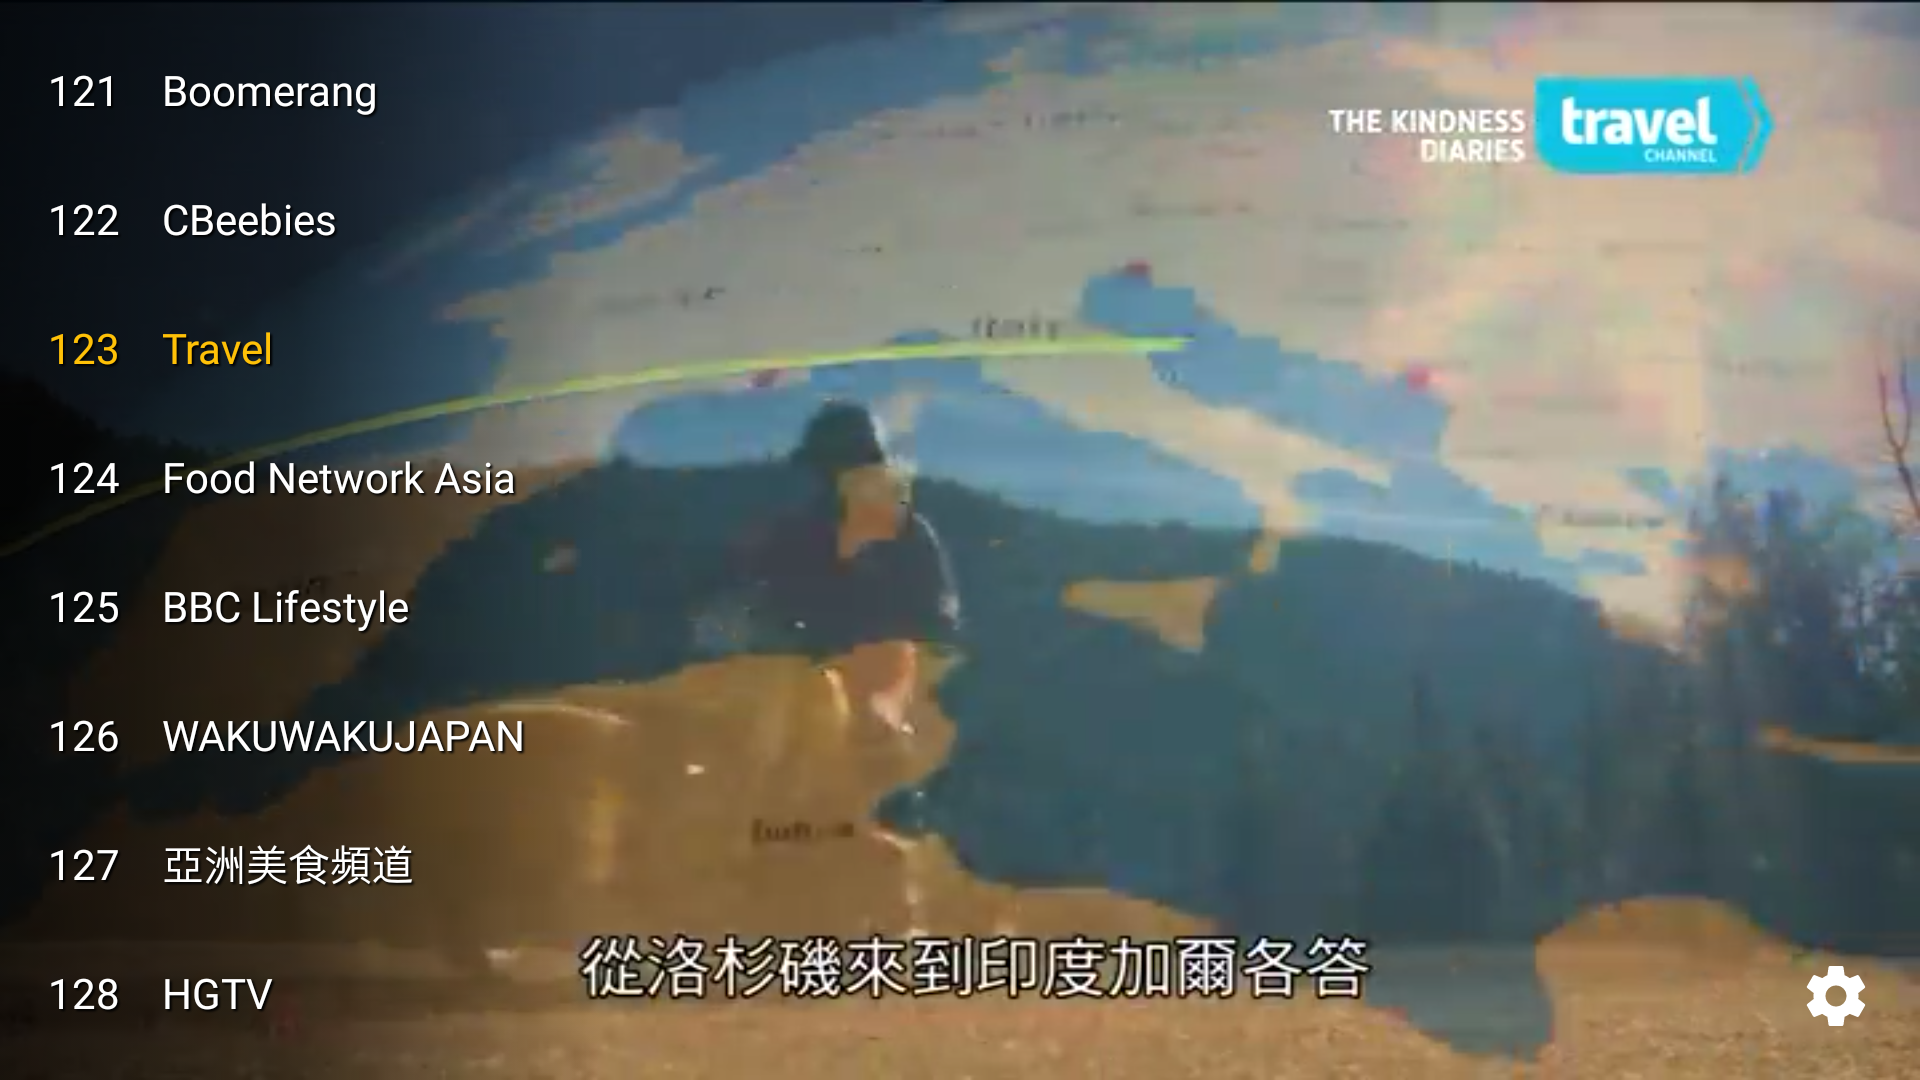 121 Boomerang
122 CBeebies
123 Travel
124 Food Network Asia
125 BBC Lifestyle
126 WAKUWAKUJAPAN
127 亞洲美食頻道
128 HGTV
THE KINDNESS
DIARIES
travel
CHANNEL
從洛杉磯來到印度加爾各答